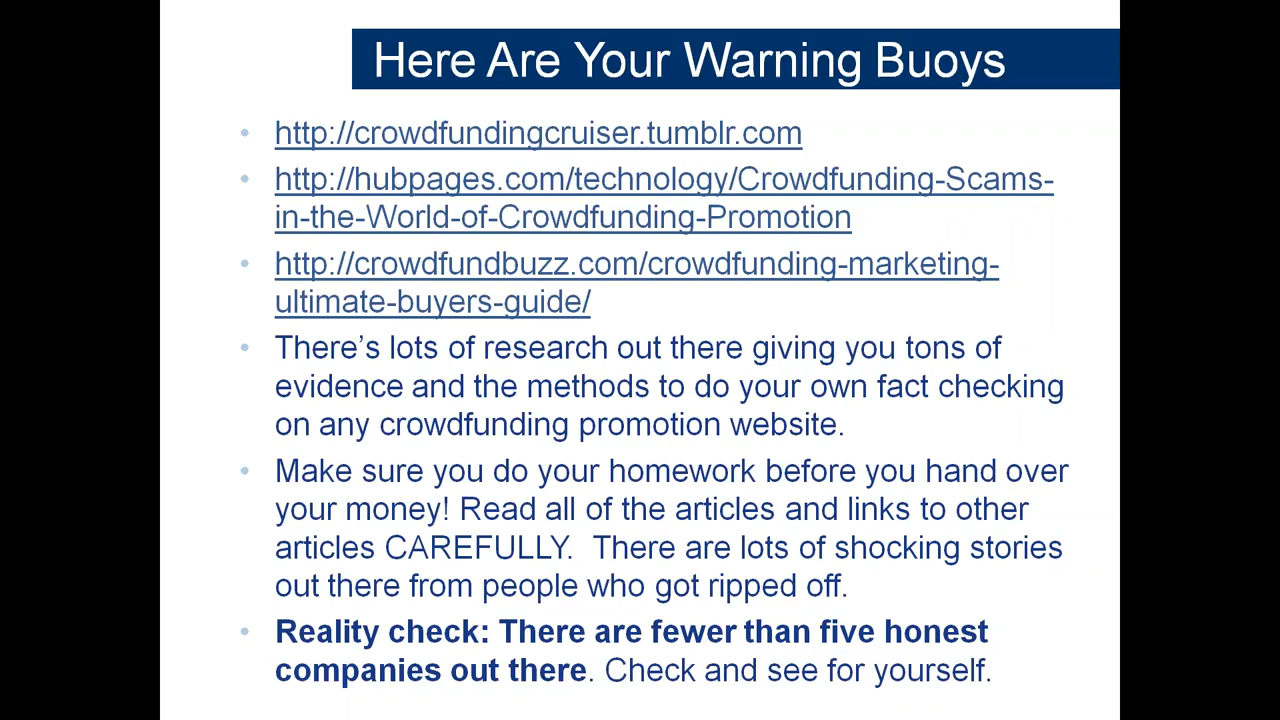 Here Are Your Warning Buoys
• http://crowdfundingcruiser.tumblr.com
• http://hubpages.com/technology/Crowdfunding-Scams-
in-the-World-of-Crowdfunding-Promotion
• http://crowdfundbuzz.com/crowdfunding-marketing-
ultimate-buyers-guide/
• There’s lots of research out there giving you tons of
evidence and the methods to do your own fact checking
on any crowdfunding promotion website.
• Make sure you do your homework before you hand over
your money! Read all of the articles and links to other
articles CAREFULLY.  There are lots of shocking stories
out there from people who got ripped off.
• Reality check: There are fewer than five honest
companies out there. Check and see for yourself.